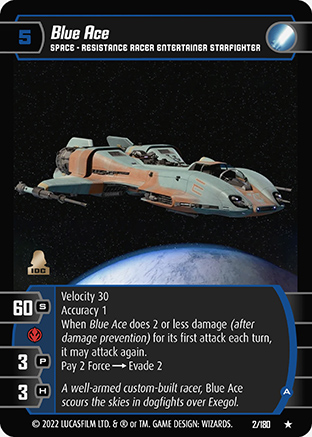 5 Blue Ace
SPACE - RESISTANCE RACER ENTERTAINER STARFIGHTER
IDC
60 S
Velocity 30
Accuracy 1
When Blue Ace does 2 or less damage (after
damage prevention) for its first attack each turn,
it may attack again.
3 P
Pay 2 Force → Evade 2
3 H
A well-armed custom-built racer, Blue Ace
scours the skies in dogfights over Exegol.
A
© 2022 LUCASFILM LTD. & ® or TM. GAME DESIGN: WIZARDS. 2/180 ★